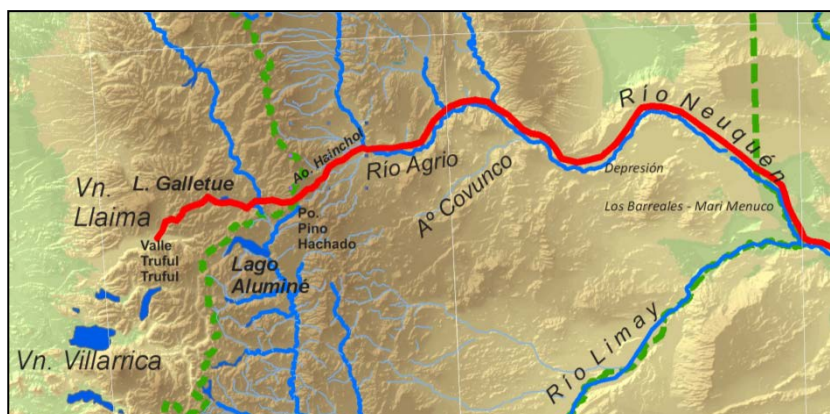 Río Neuquén
Ao. Haichol
L. Galletue
Río Agrio
Vn.
Llaima
Aº Covunco
Depresión
Los Barreales - Mari Menuco
Po.
Pino
Hachado
Valle
Truful
Truful
Lago
Aluminé
Río Limay
Vn. Villarrica